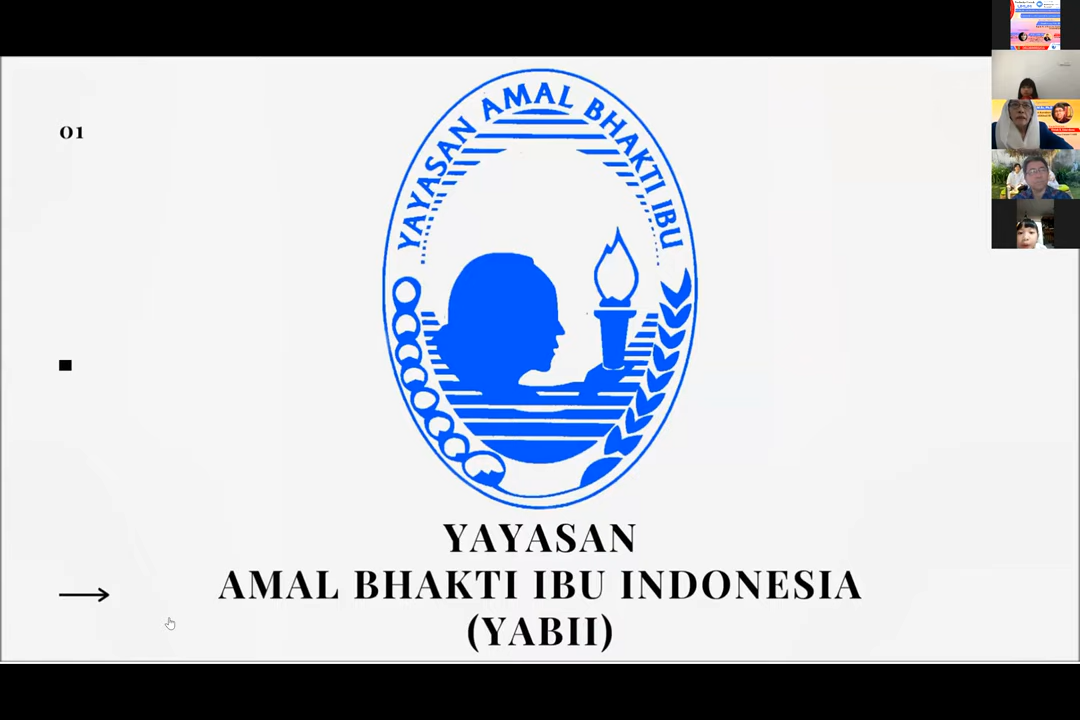 01
YAYASAN AMAL BHAKTI IBU
YAYASAN
AMAL BHAKTI IBU INDONESIA
(YABII)